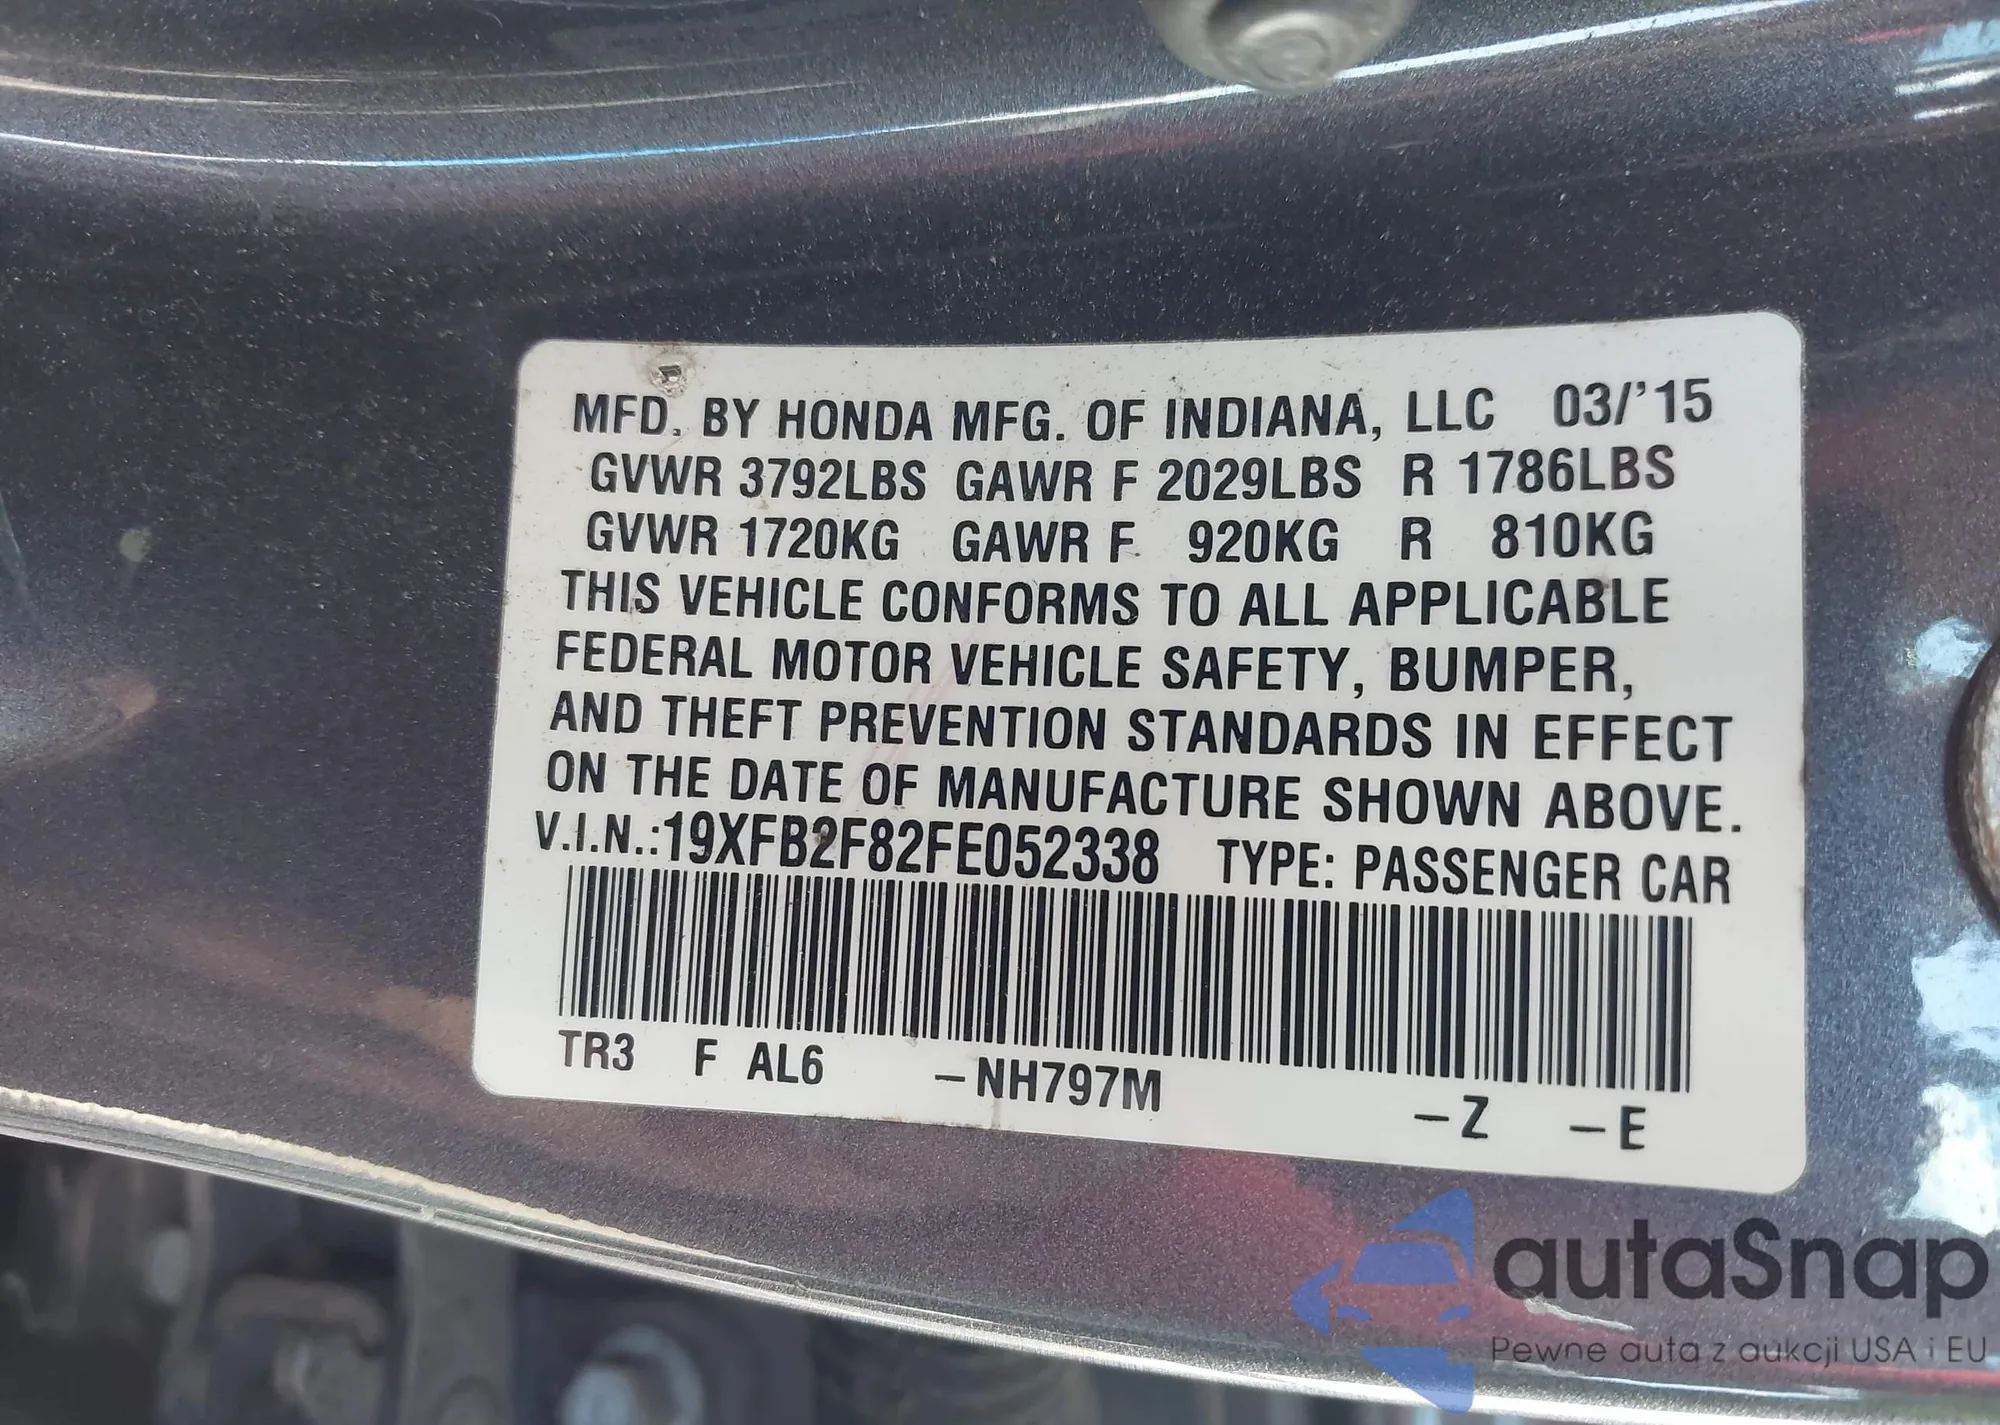 MFD. BY HONDA MFG. OF INDIANA, LLC 03/'15
GVWR 3792LBS GAWR F 2029LBS R 1786LBS
GVWR 1720KG GAWR F 920KG R 810KG
THIS VEHICLE CONFORMS TO ALL APPLICABLE
FEDERAL MOTOR VEHICLE SAFETY, BUMPER,
AND THEFT PREVENTION STANDARDS IN EFFECT
ON THE DATE OF MANUFACTURE SHOWN ABOVE.
V.I.N.:19XFB2F82FE052338 TYPE: PASSENGER CAR
TR3 F AL6 –NH797M –Z –E
autaSnap
Pewne auta z aukcji USA i EU